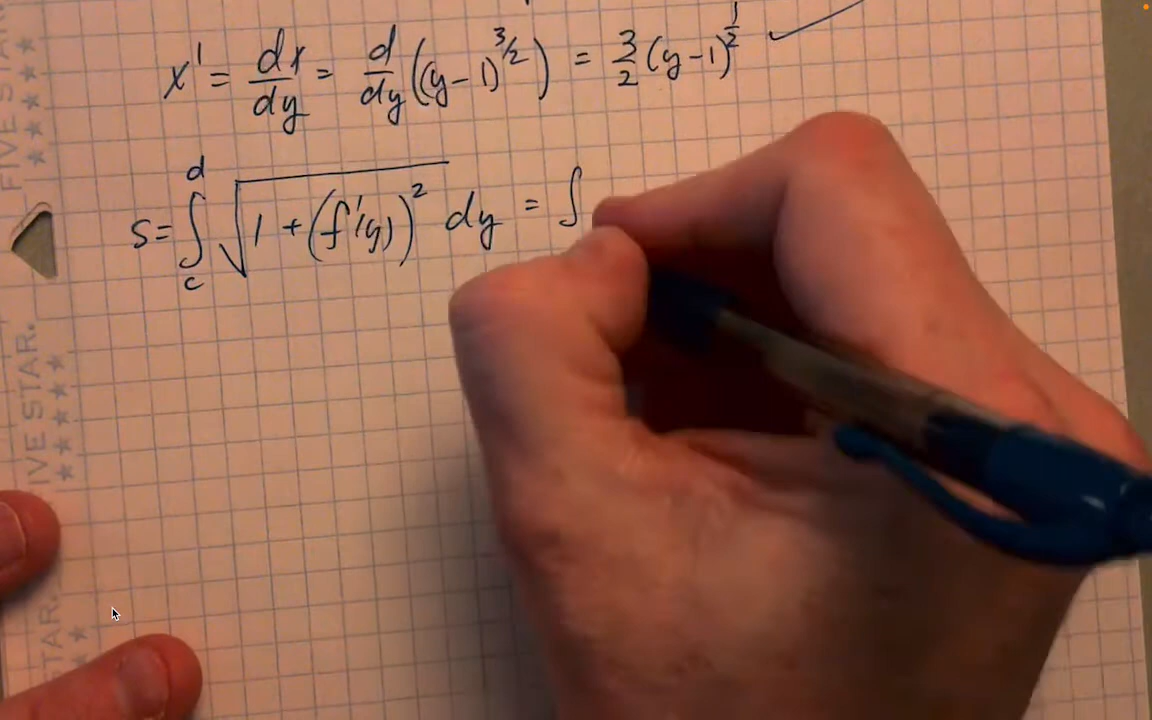 x' = dx/dy = d/dy ((y-1)^3/2) = 3/2 (y-1)^1/2 ✓
s = ∫_c^d √(1 + (f'(y))^2) dy = ∫
FIVE STAR.
FIVE STAR.